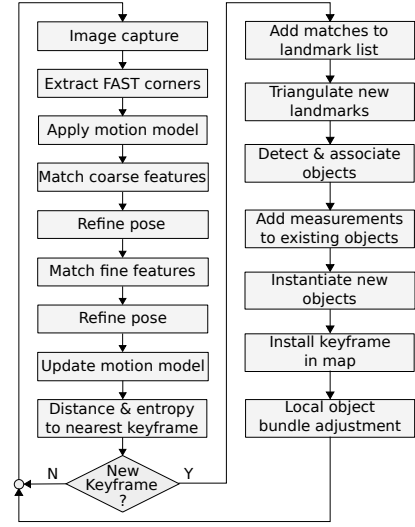 Image capture
Extract FAST corners
Apply motion model
Match coarse features
Refine pose
Match fine features
Refine pose
Update motion model
Distance & entropy
to nearest keyframe
N
New
Keyframe
?
Y
Add matches to
landmark list
Triangulate new
landmarks
Detect & associate
objects
Add measurements
to existing objects
Instantiate new
objects
Install keyframe
in map
Local object
bundle adjustment